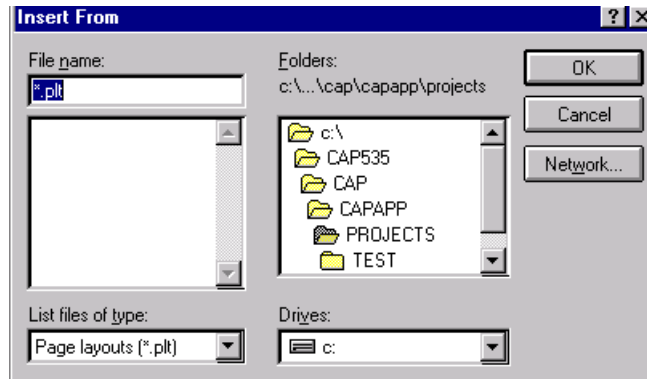 Insert From
File name:
*.plt
List files of type:
Page layouts (*.plt)
Folders:
c:\...\cap\capapp\projects
c:\
CAP535
CAP
CAPAPP
PROJECTS
TEST
Drives:
c:
OK
Cancel
Network...